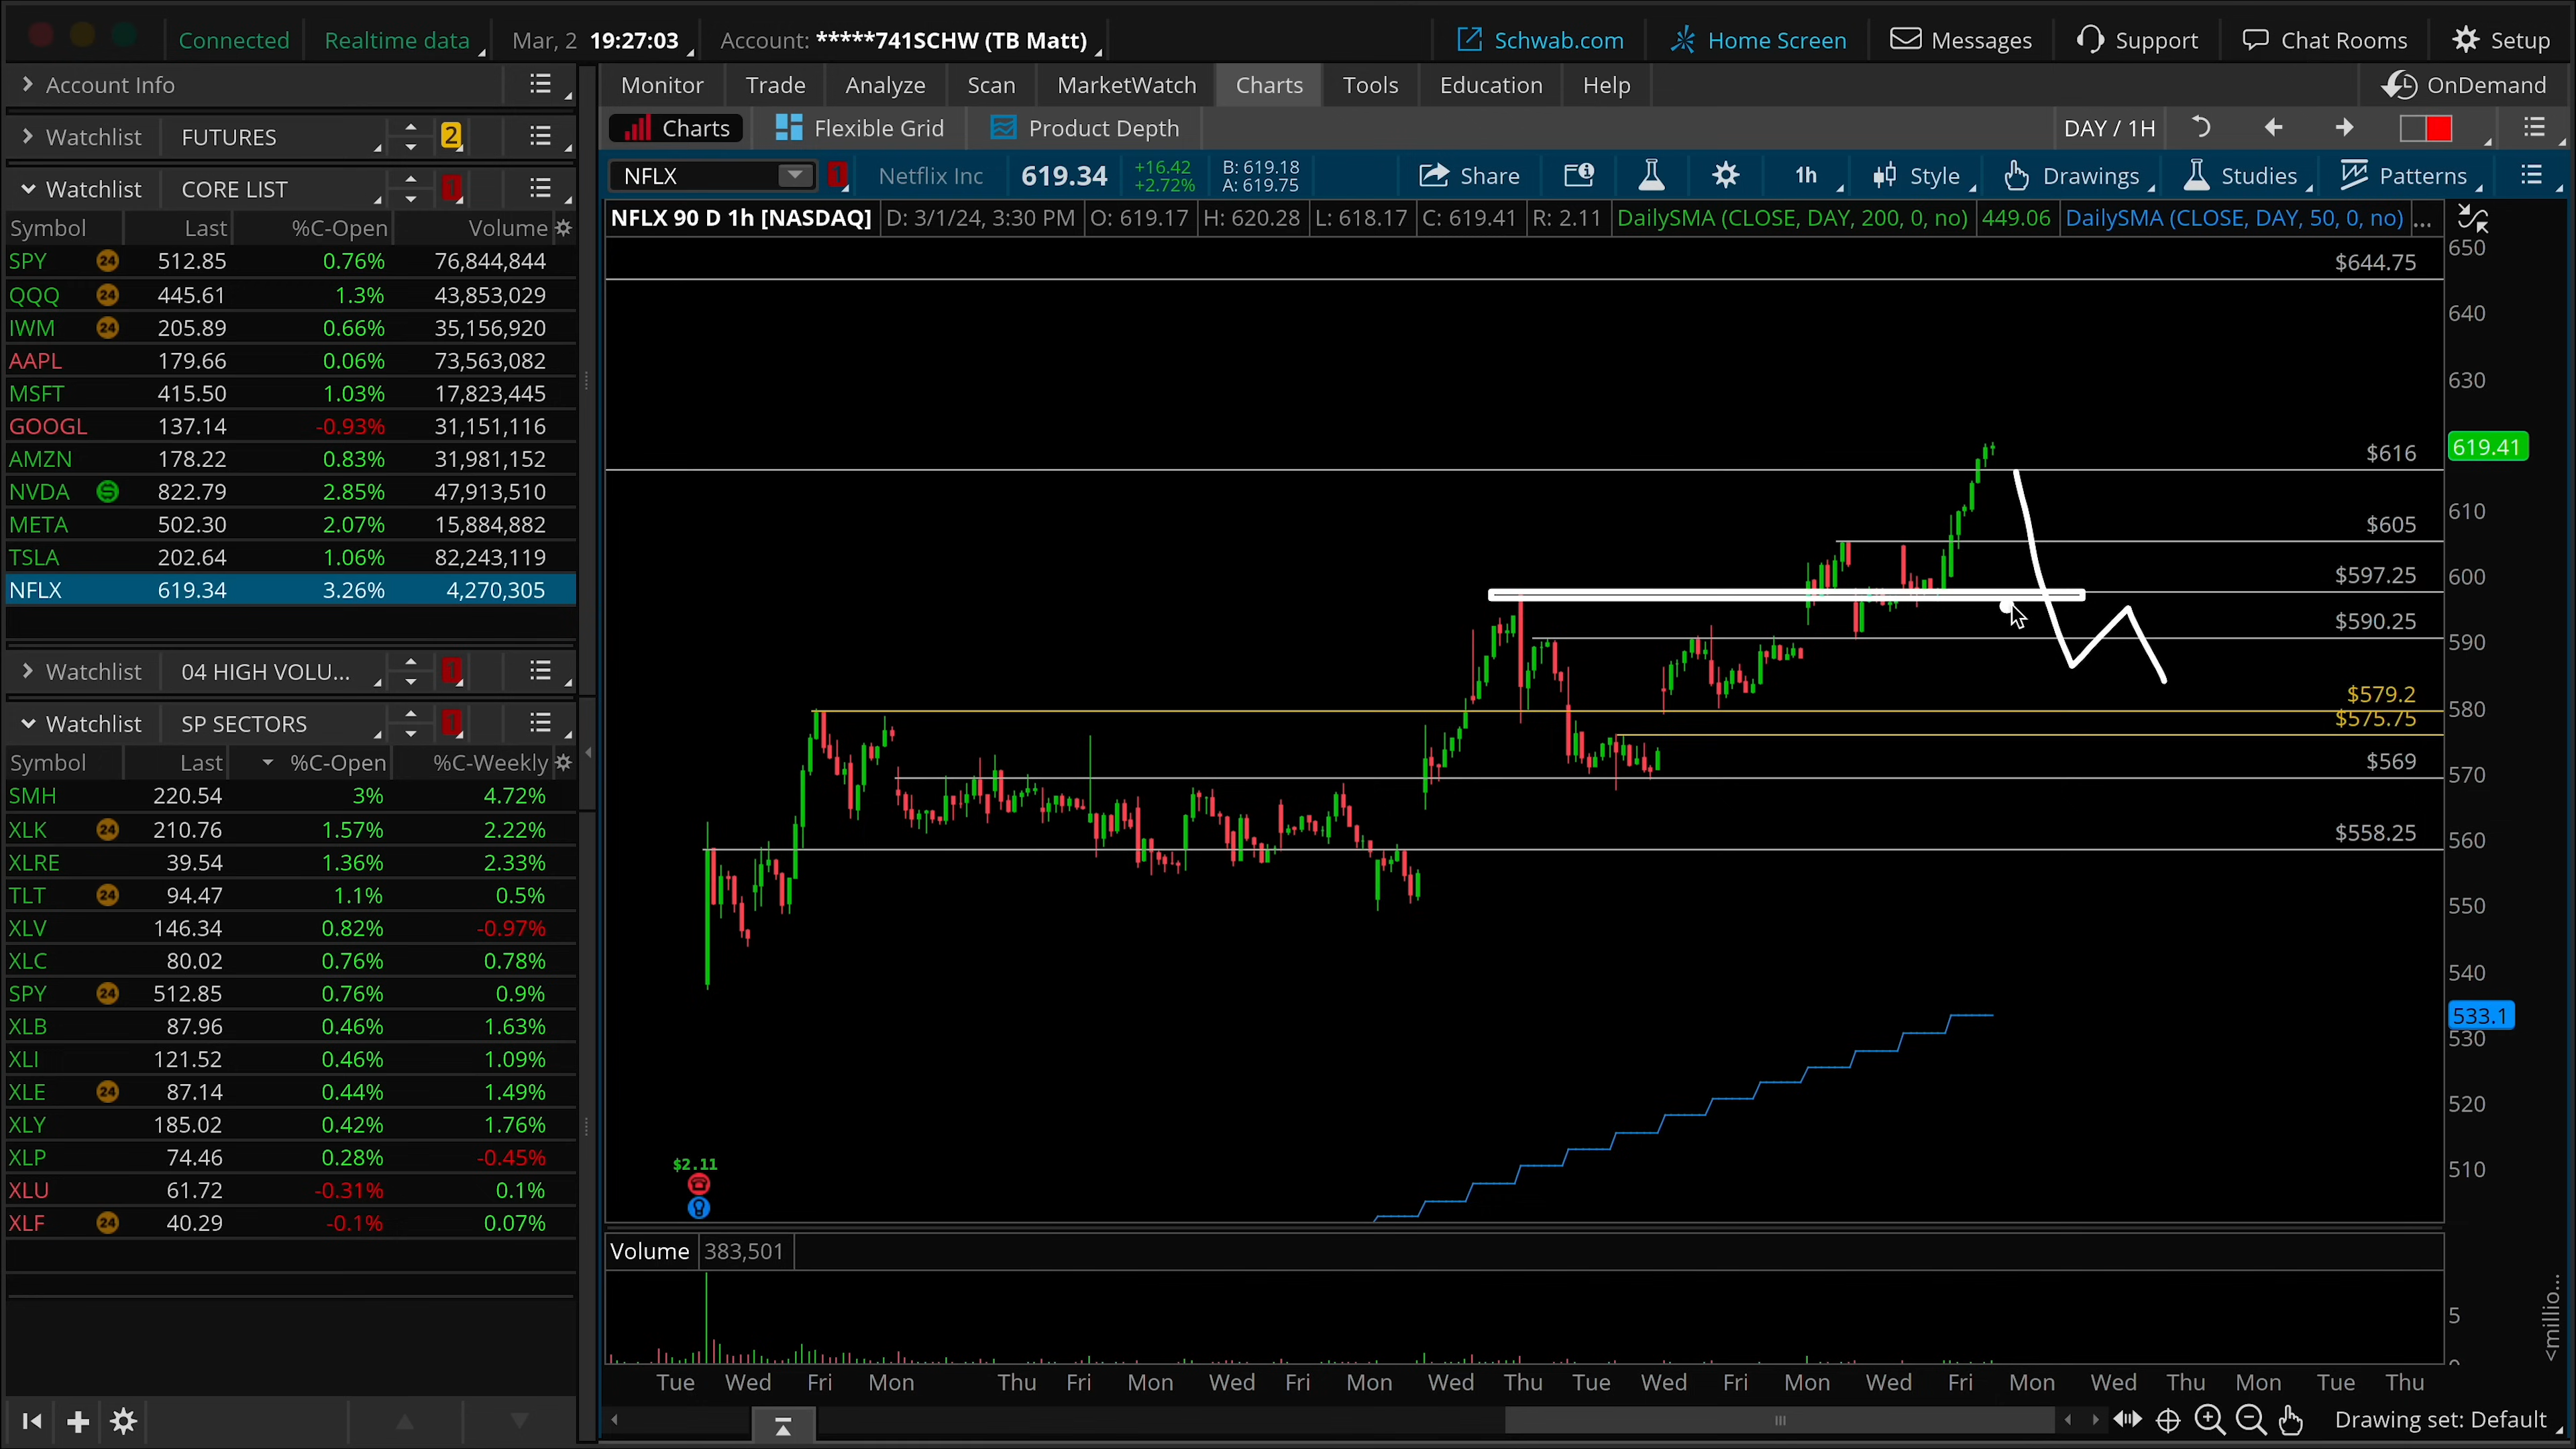 Connected Realtime data Mar, 2 19:27:03 Account: *****741SCHW (TB Matt) Schwab.com Home Screen Messages Support Chat Rooms Setup
Account Info
Monitor Trade Analyze Scan MarketWatch Charts Tools Education Help OnDemand
Watchlist FUTURES 2
Charts Flexible Grid Product Depth DAY / 1H
Watchlist CORE LIST 1
NFLX 1 Netflix Inc 619.34 +16.42 +2.72% B: 619.18 A: 619.75 Share 1h Style Drawings Studies Patterns
NFLX 90 D 1h [NASDAQ] D: 3/1/24, 3:30 PM O: 619.17 H: 620.28 L: 618.17 C: 619.41 R: 2.11 DailySMA (CLOSE, DAY, 200, 0, no) 449.06 DailySMA (CLOSE, DAY, 50, 0, no) ...
Symbol Last %C-Open Volume
SPY 24 512.85 0.76% 76,844,844
QQQ 24 445.61 1.3% 43,853,029
IWM 24 205.89 0.66% 35,156,920
AAPL 179.66 0.06% 73,563,082
MSFT 415.50 1.03% 17,823,445
GOOGL 137.14 -0.93% 31,151,116
AMZN 178.22 0.83% 31,981,152
NVDA 822.79 2.85% 47,913,510
META 502.30 2.07% 15,884,882
TSLA 202.64 1.06% 82,243,119
NFLX 619.34 3.26% 4,270,305
Watchlist 04 HIGH VOLU... 1
Watchlist SP SECTORS 1
Symbol Last %C-Open %C-Weekly
SMH 220.54 3% 4.72%
XLK 24 210.76 1.57% 2.22%
XLRE 39.54 1.36% 2.33%
TLT 24 94.47 1.1% 0.5%
XLV 146.34 0.82% -0.97%
XLC 80.02 0.76% 0.78%
SPY 24 512.85 0.76% 0.9%
XLB 87.96 0.46% 1.63%
XLI 121.52 0.46% 1.09%
XLE 24 87.14 0.44% 1.49%
XLY 185.02 0.42% 1.76%
XLP 74.46 0.28% -0.45%
XLU 61.72 -0.31% 0.1%
XLF 24 40.29 -0.1% 0.07%
$644.75
$616
$605
$597.25
$590.25
$579.2
$575.75
$569
$558.25
650
640
630
619.41
610
600
590
580
570
560
550
540
533.1
530
520
510
$2.11
Volume 383,501
5
0
<millio...
Tue Wed Fri Mon Thu Fri Mon Wed Fri Mon Wed Thu Tue Wed Fri Mon Wed Fri Mon Wed Thu Mon Tue Thu
Drawing set: Default